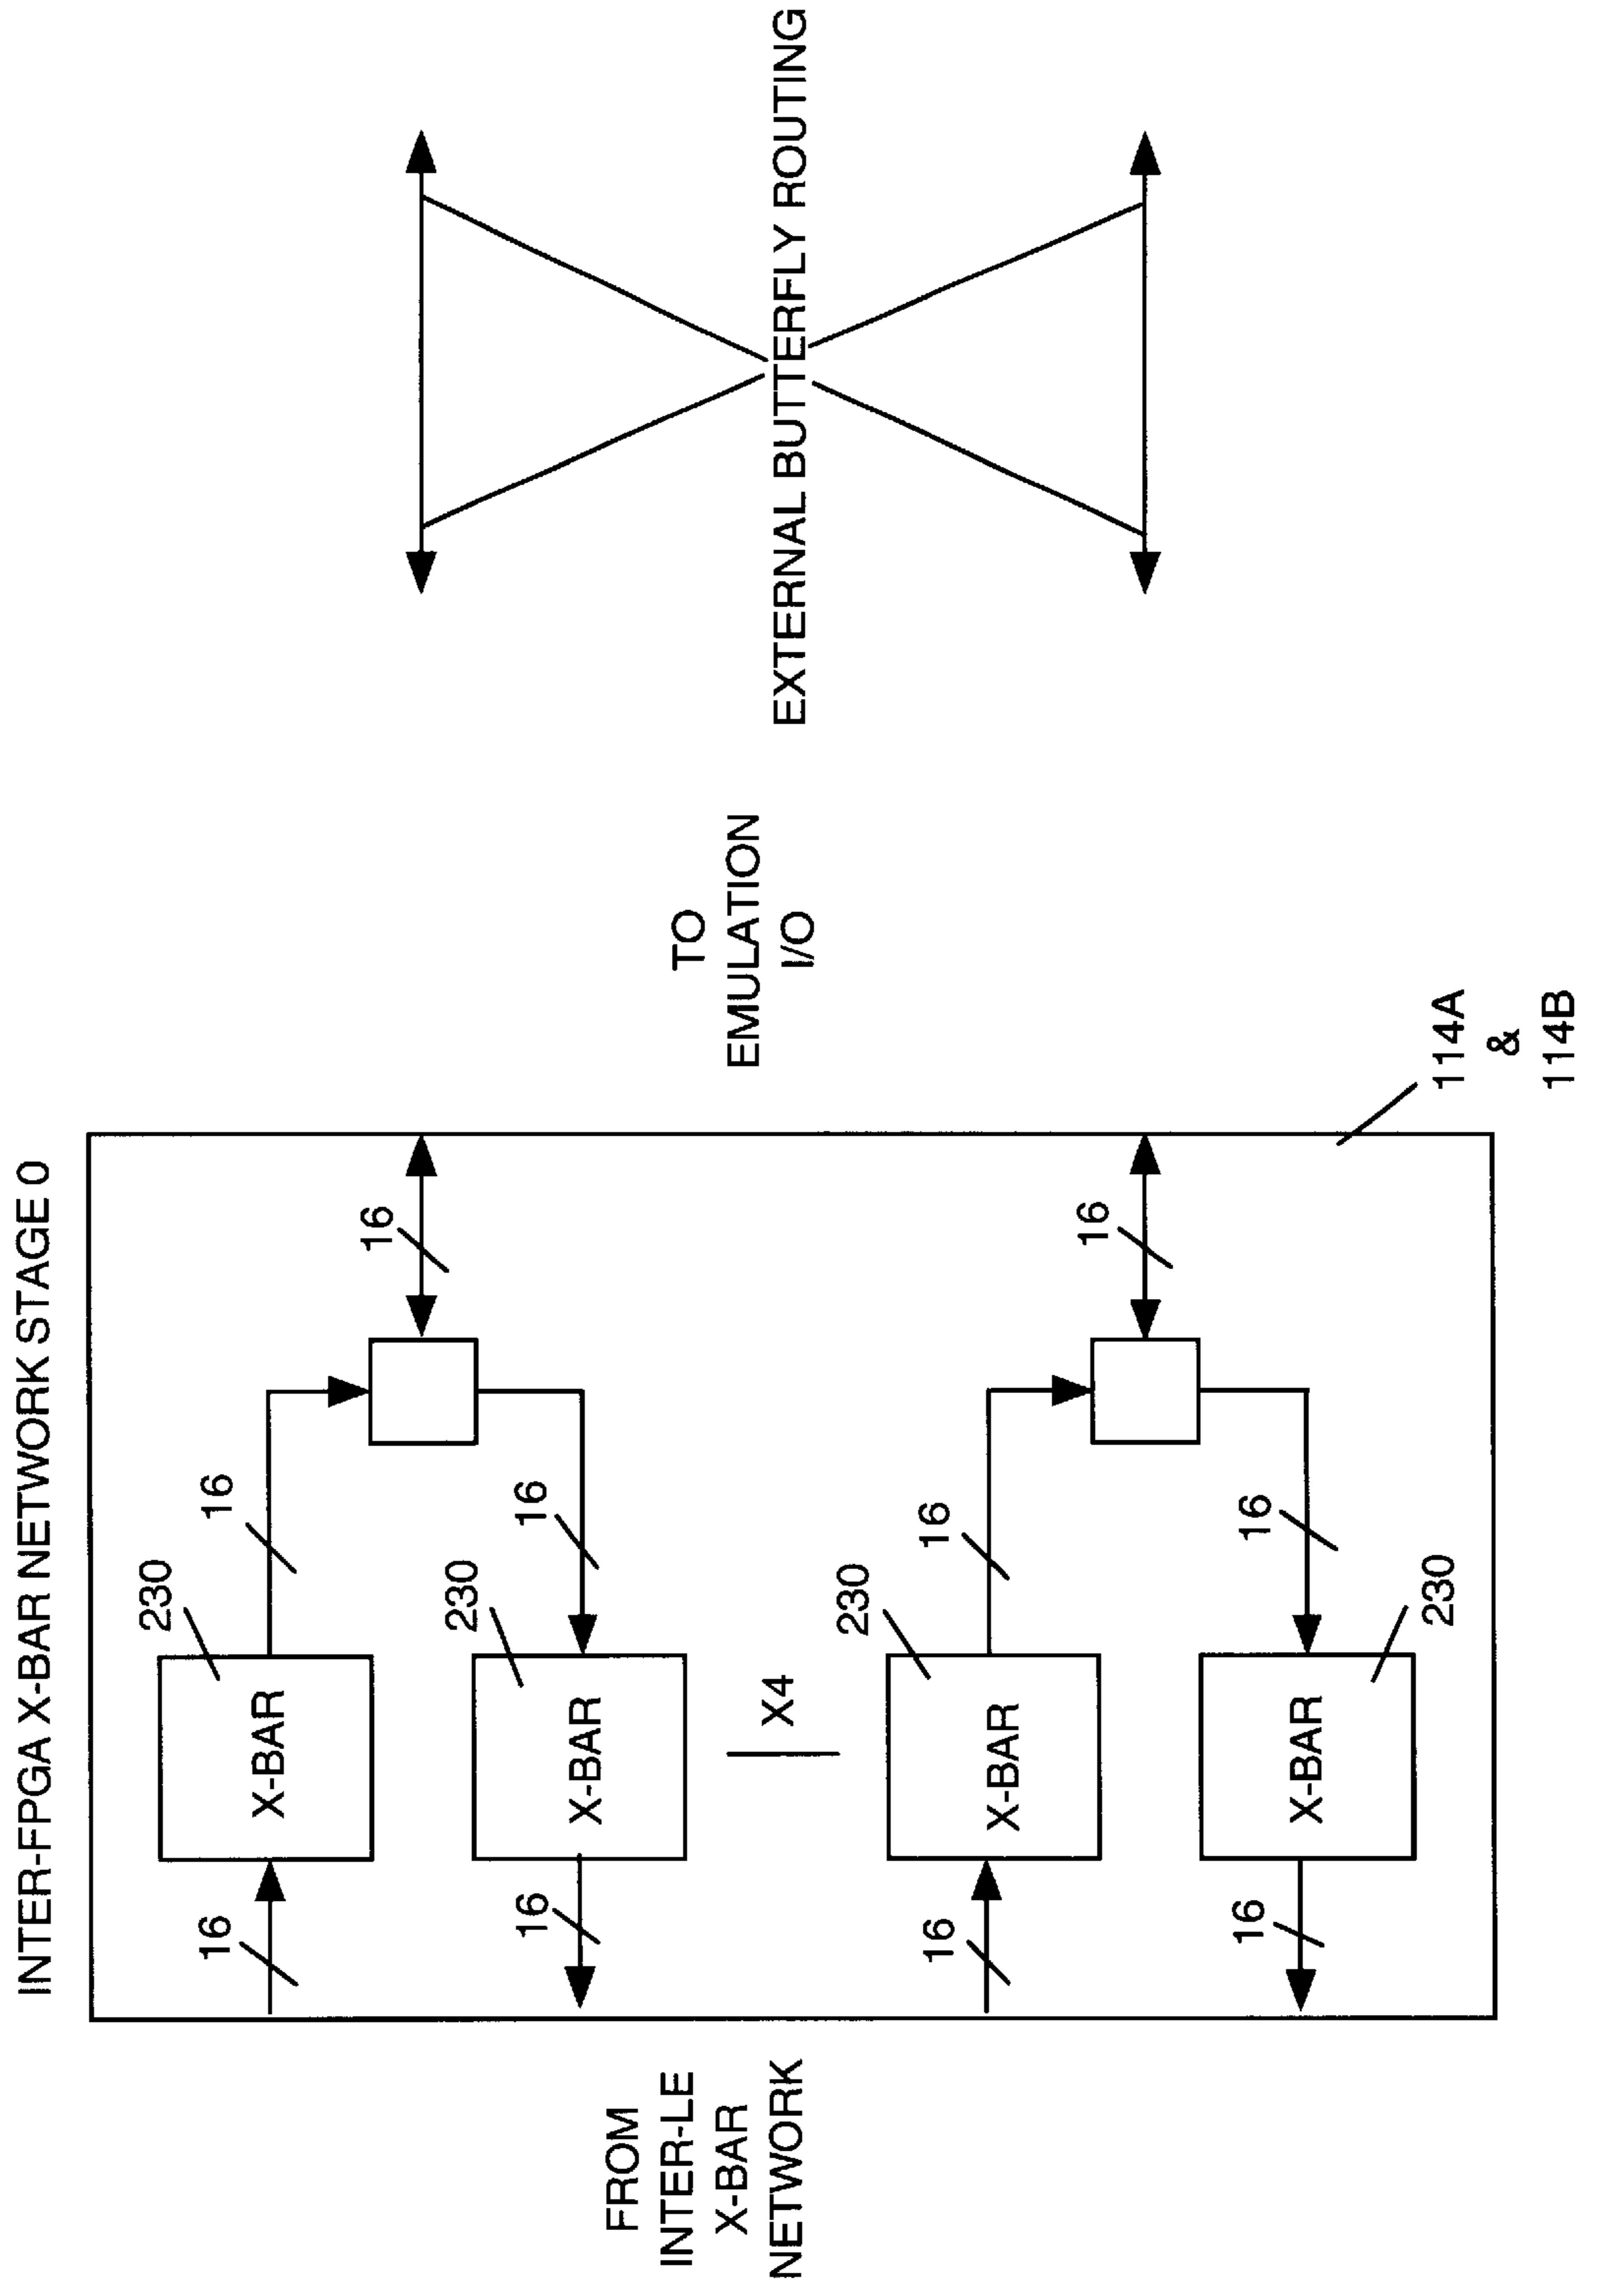 INTER-FPGA X-BAR NETWORK STAGE 0
FROM
INTER-LE
X-BAR
NETWORK
16
X-BAR
230
16
16
16
X-BAR
230
16
X4
16
X-BAR
230
16
16
16
X-BAR
230
16
TO
EMULATION
I/O
114A
&
114B
EXTERNAL BUTTERFLY ROUTING